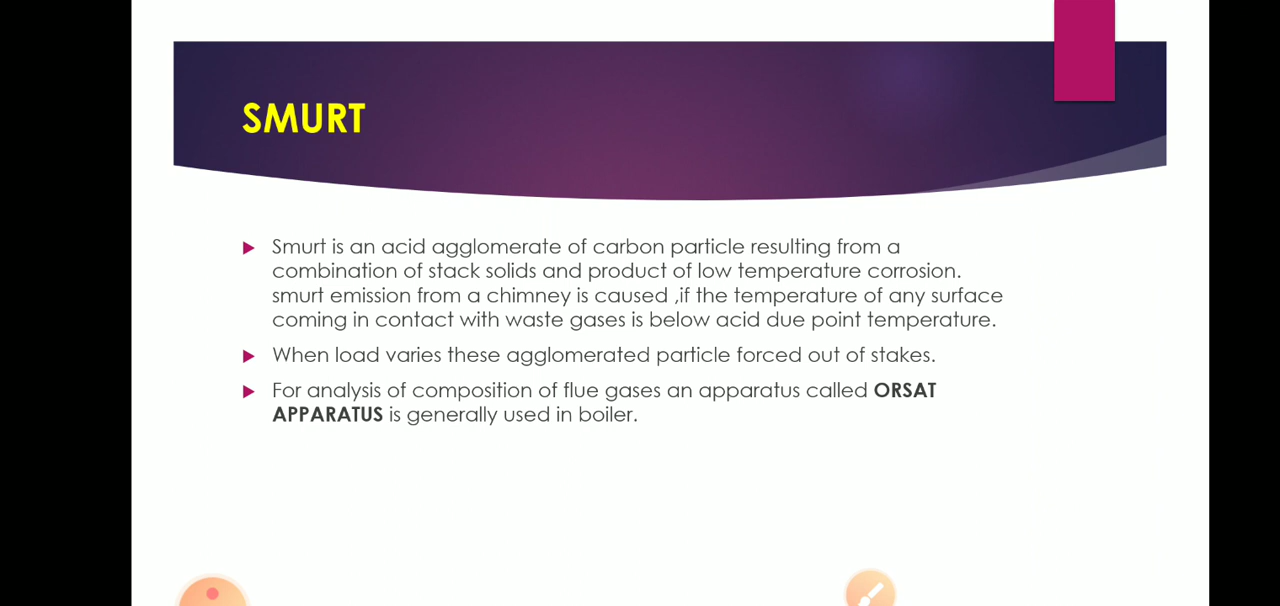 SMURT
Smurt is an acid agglomerate of carbon particle resulting from a
combination of stack solids and product of low temperature corrosion.
smurt emission from a chimney is caused ,if the temperature of any surface
coming in contact with waste gases is below acid due point temperature.
When load varies these agglomerated particle forced out of stakes.
For analysis of composition of flue gases an apparatus called ORSAT
APPARATUS is generally used in boiler.